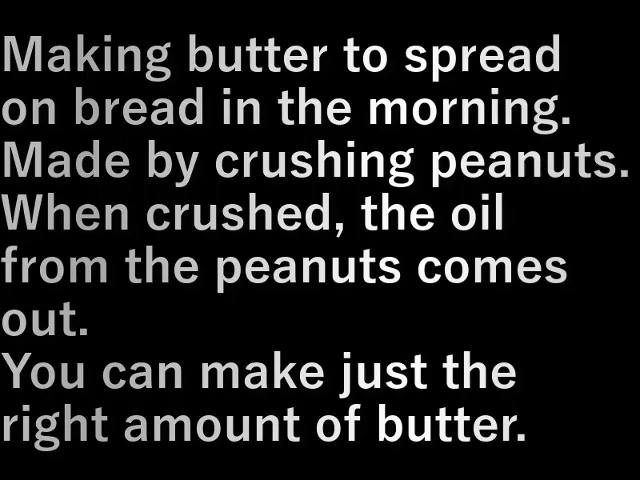 Making butter to spread
on bread in the morning.
Made by crushing peanuts.
When crushed, the oil
from the peanuts comes
out.
You can make just the
right amount of butter.